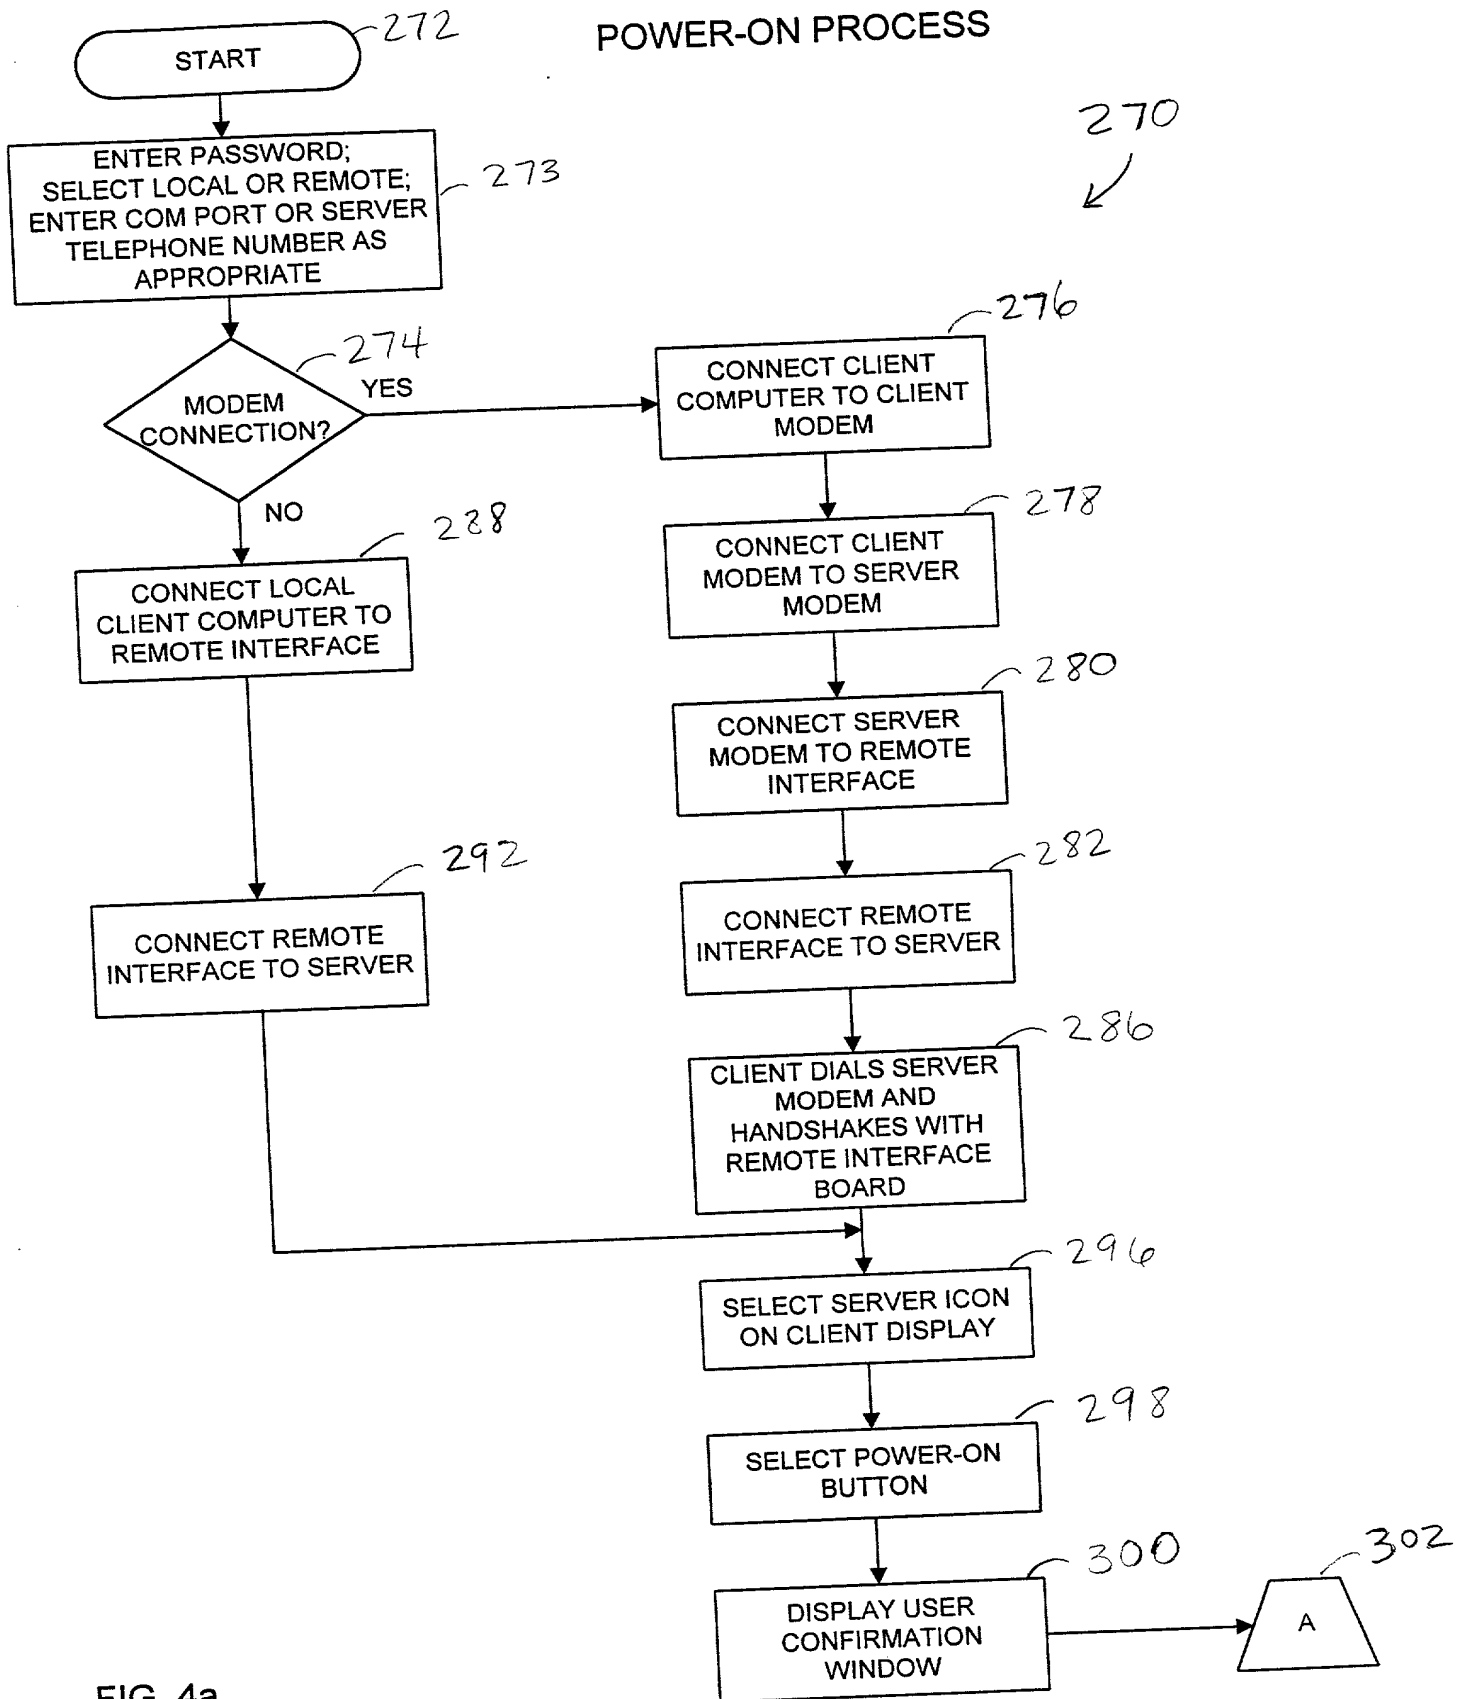 POWER-ON PROCESS
272
START
270
ENTER PASSWORD;
SELECT LOCAL OR REMOTE;
ENTER COM PORT OR SERVER
TELEPHONE NUMBER AS
APPROPRIATE
273
274
MODEM
CONNECTION?
YES
NO
276
CONNECT CLIENT
COMPUTER TO CLIENT
MODEM
288
CONNECT LOCAL
CLIENT COMPUTER TO
REMOTE INTERFACE
278
CONNECT CLIENT
MODEM TO SERVER
MODEM
280
CONNECT SERVER
MODEM TO REMOTE
INTERFACE
292
CONNECT REMOTE
INTERFACE TO SERVER
282
CONNECT REMOTE
INTERFACE TO SERVER
286
CLIENT DIALS SERVER
MODEM AND
HANDSHAKES WITH
REMOTE INTERFACE
BOARD
296
SELECT SERVER ICON
ON CLIENT DISPLAY
298
SELECT POWER-ON
BUTTON
300
DISPLAY USER
CONFIRMATION
WINDOW
302
A
FIG. 4a